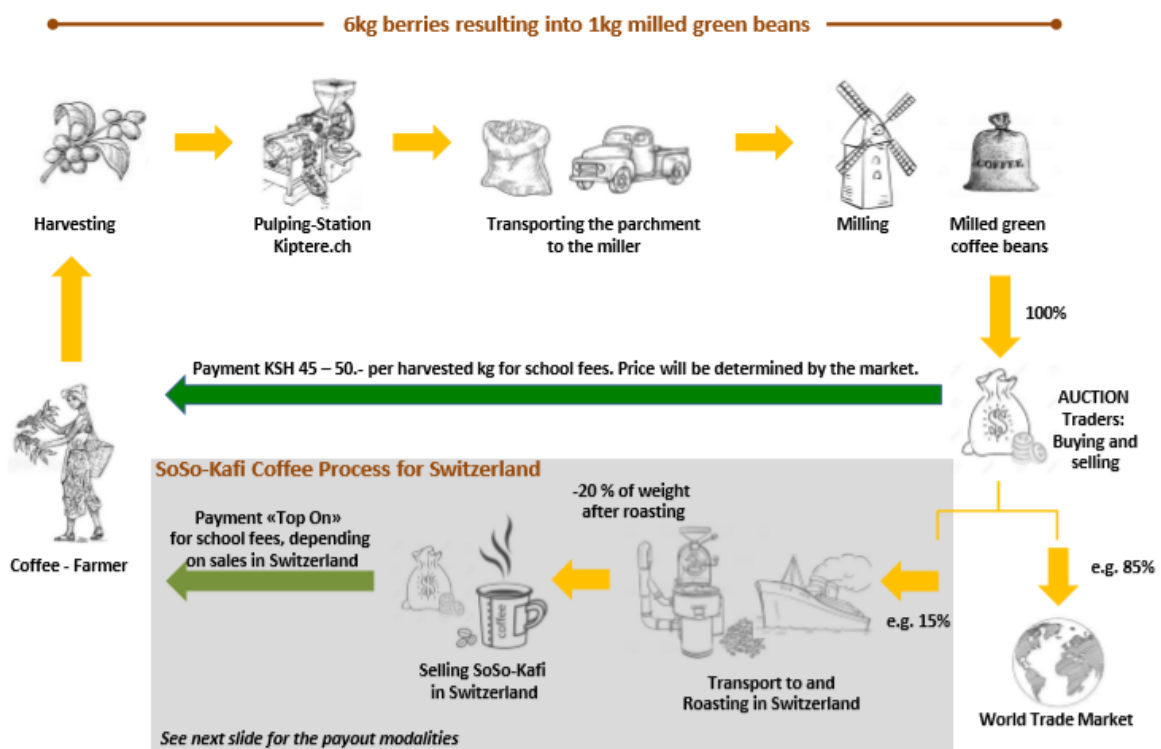 6kg berries resulting into 1kg milled green beans
Harvesting
Pulping-Station
Kiptere.ch
Transporting the parchment
to the miller
Milling
COFFEE
Milled green
coffee beans
100%
Payment KSH 45 – 50.- per harvested kg for school fees. Price will be determined by the market.
$
AUCTION
Traders:
Buying and
selling
Coffee - Farmer
SoSo-Kafi Coffee Process for Switzerland
-20 % of weight
after roasting
Payment «Top On»
for school fees, depending
on sales in Switzerland
$
coffee
e.g. 15%
e.g. 85%
Selling SoSo-Kafi
in Switzerland
Transport to and
Roasting in Switzerland
World Trade Market
See next slide for the payout modalities